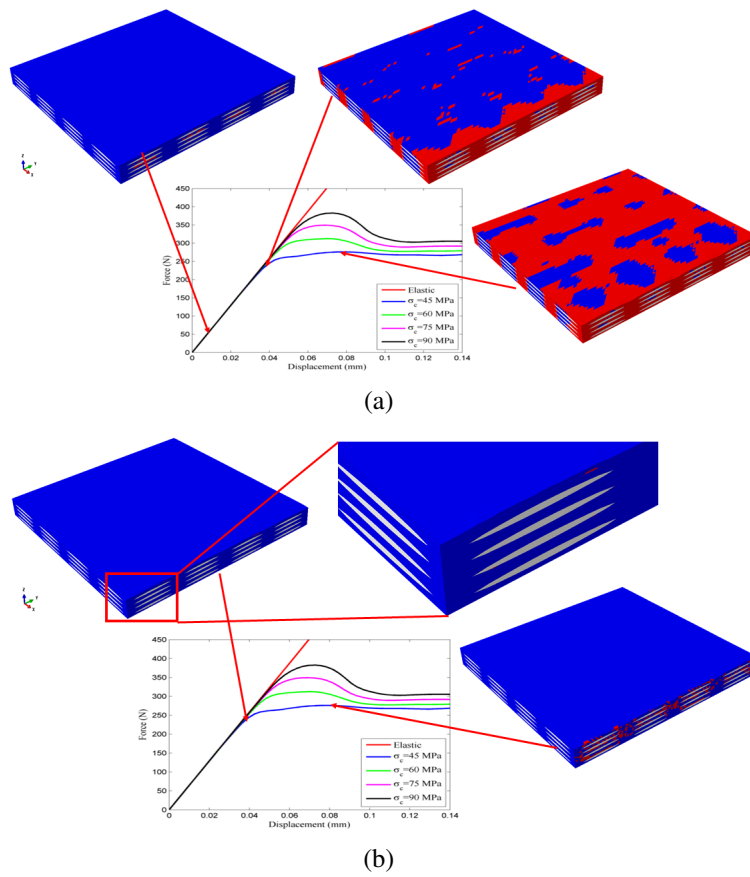 Z
Y
X
450
400
350
300
250
200
150
100
50
0
Force (N)
Elastic
σc=45 MPa
σc=60 MPa
σc=75 MPa
σc=90 MPa
0 0.02 0.04 0.06 0.08 0.1 0.12 0.14
Displacement (mm)
(a)
Z
Y
X
450
400
350
300
250
200
150
100
50
0
Force (N)
Elastic
σc=45 MPa
σc=60 MPa
σc=75 MPa
σc=90 MPa
0 0.02 0.04 0.06 0.08 0.1 0.12 0.14
Displacement (mm)
(b)